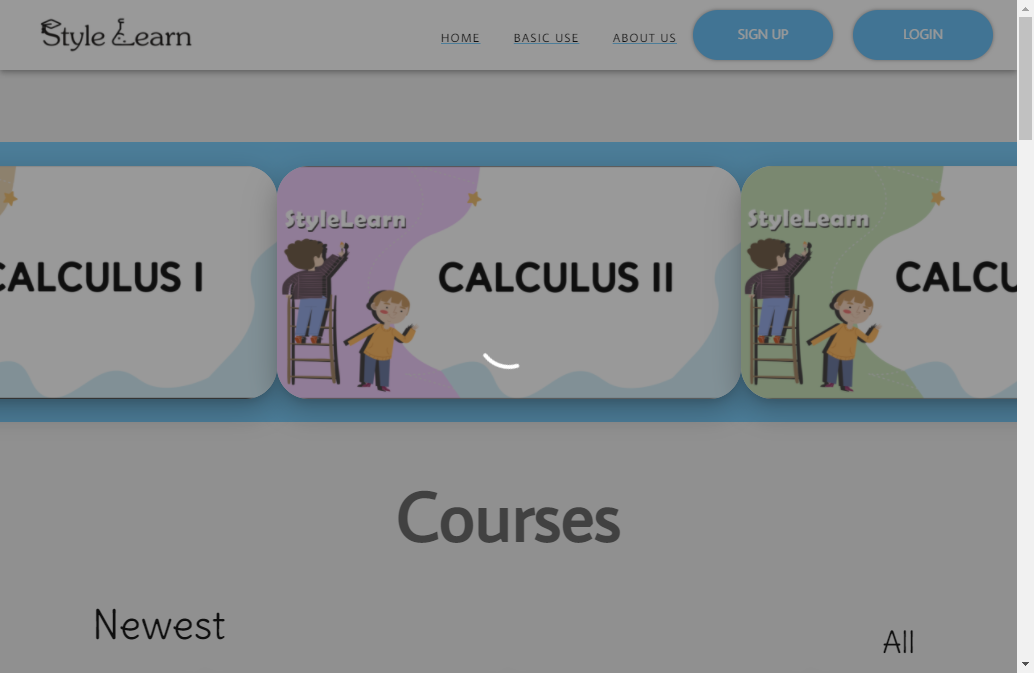 Style Learn
HOME
BASIC USE
ABOUT US
SIGN UP
LOGIN
CALCULUS I
StyleLearn
CALCULUS II
StyleLearn
CALCU
Courses
Newest
All